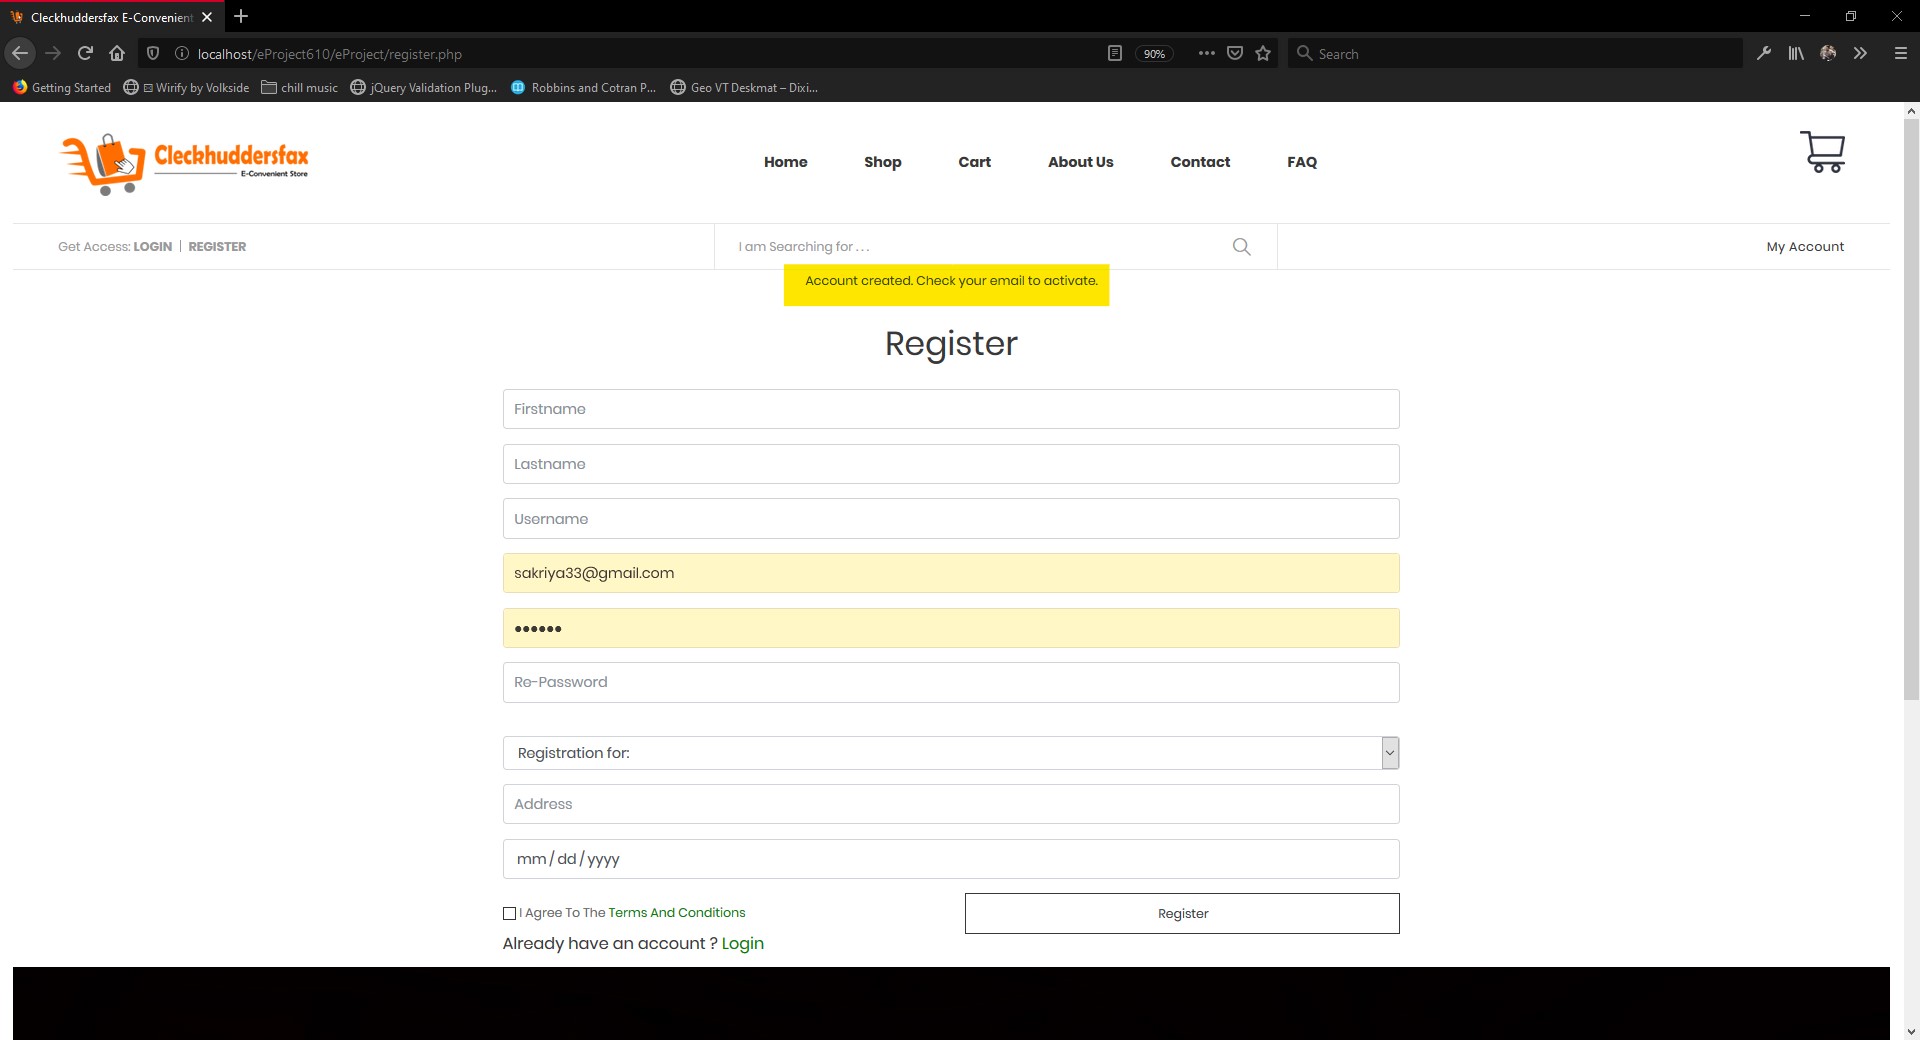 Cleckhuddersfax E-Convenient
localhost/eProject610/eProject/register.php
90%
Search
Getting Started
Wirify by Volkside
chill music
jQuery Validation Plug...
Robbins and Cotran P...
Geo VT Deskmat – Dixi...
Cleckhuddersfax
E-Convenient Store
Home
Shop
Cart
About Us
Contact
FAQ
Get Access: LOGIN | REGISTER
I am Searching for . . .
My Account
Account created. Check your email to activate.
Register
Firstname
Lastname
Username
sakriya33@gmail.com
••••••
Re-Password
Registration for:
Address
mm / dd / yyyy
I Agree To The Terms And Conditions
Register
Already have an account ? Login